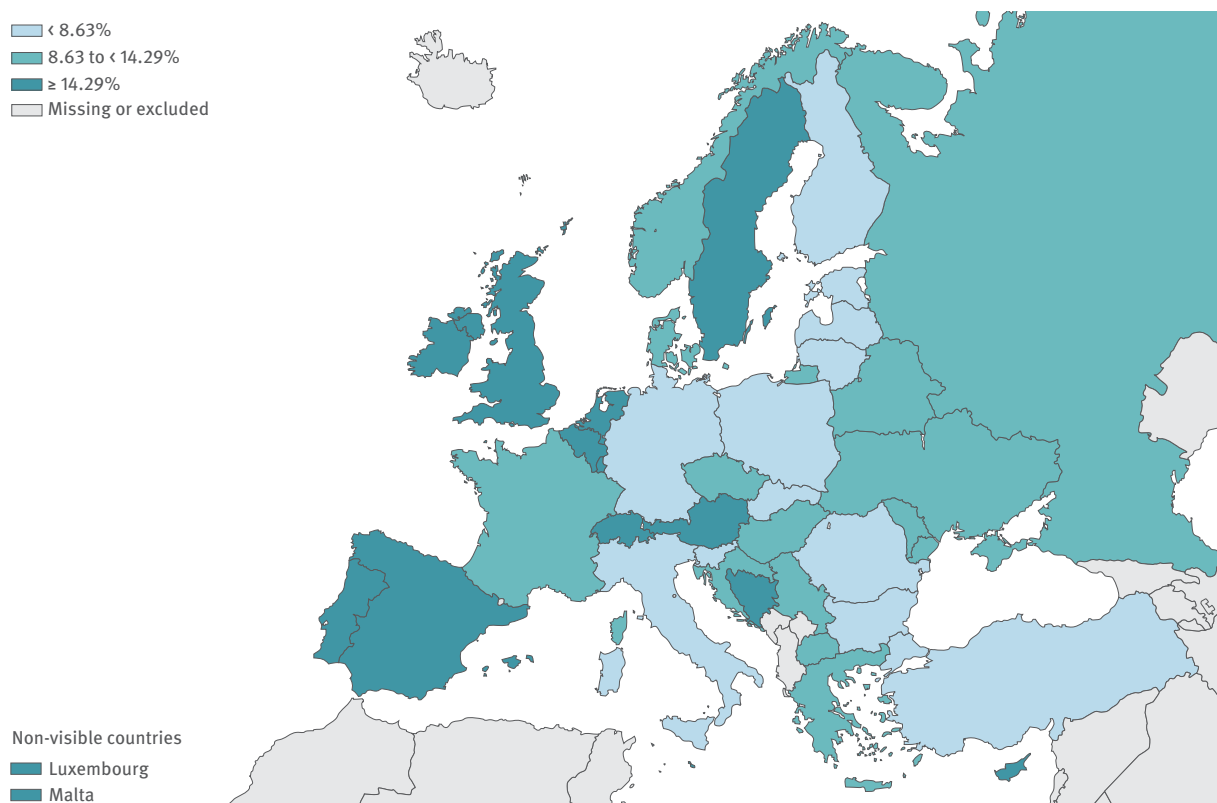 < 8.63%
8.63 to < 14.29%
≥ 14.29%
Missing or excluded
Non-visible countries
Luxembourg
Malta